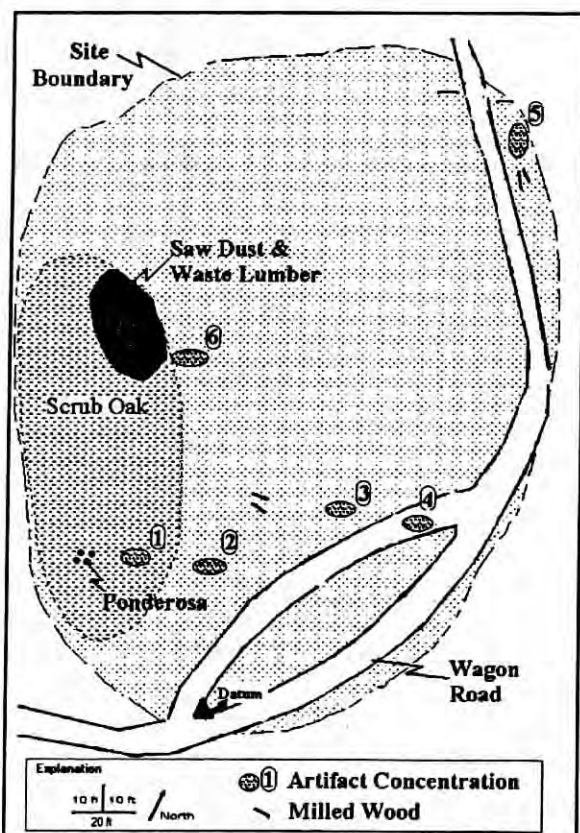 Site
Boundary
5
Saw Dust &
Waste Lumber
6
Scrub Oak
3
4
1
2
Ponderosa
Datum
Wagon
Road
Explanation
10 ft 10 ft
20 ft
North
1 Artifact Concentration
Milled Wood